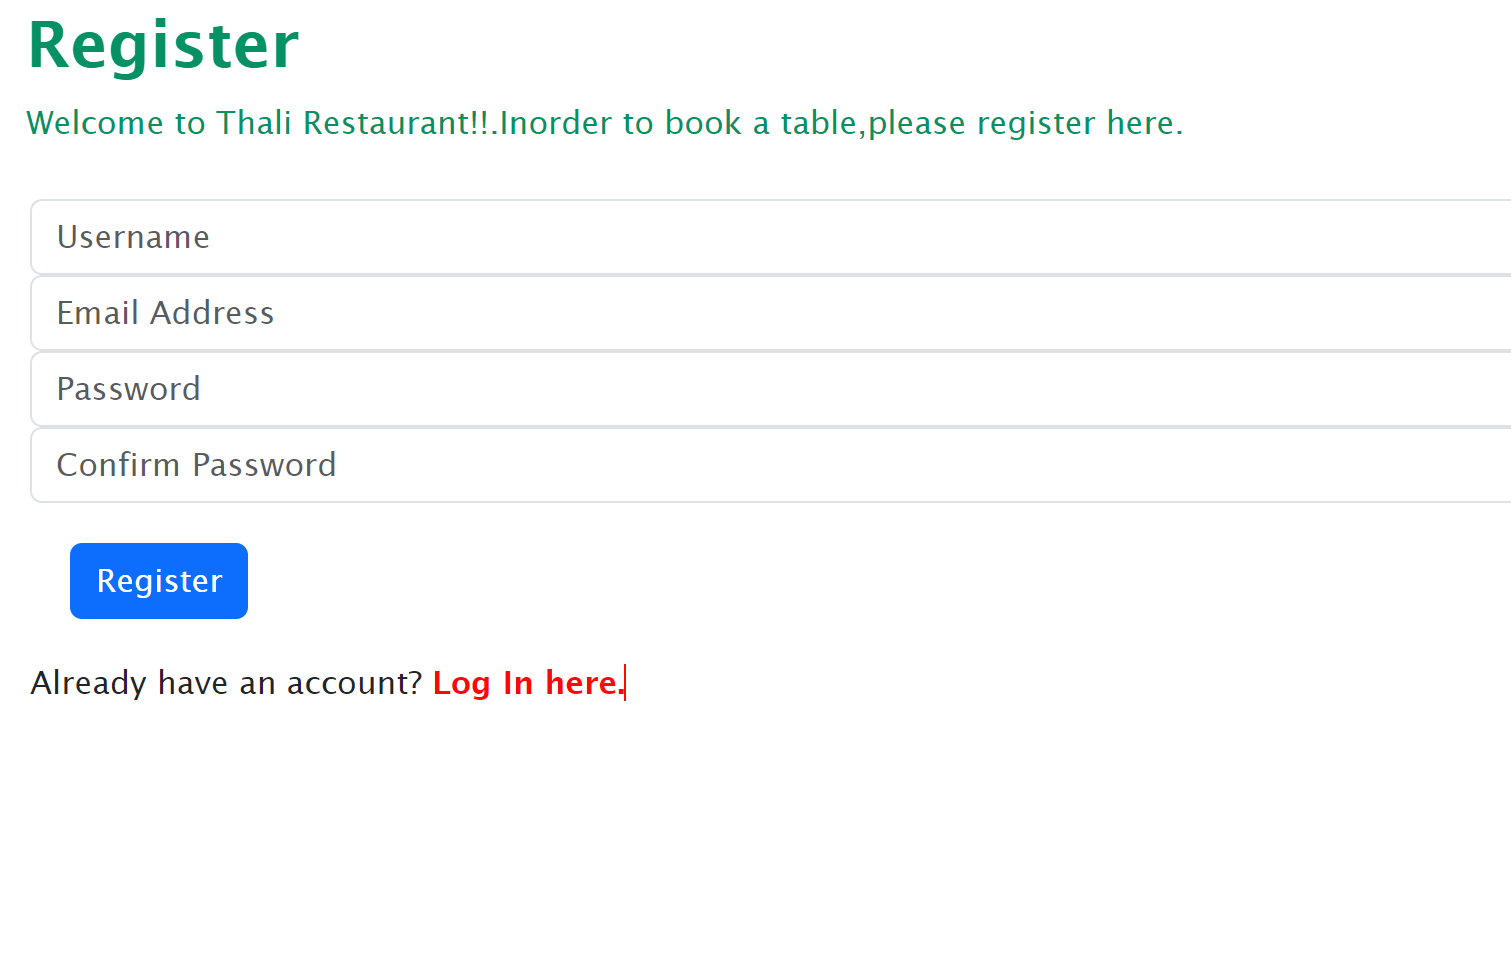 Register
Welcome to Thali Restaurant!!.Inorder to book a table,please register here.
Username
Email Address
Password
Confirm Password
Register
Already have an account? Log In here.